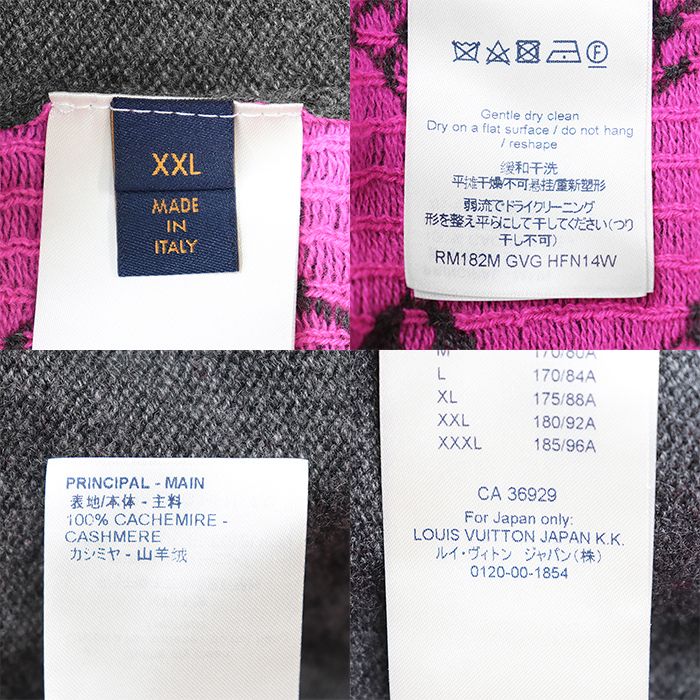 XXL
MADE
IN
ITALY
F
Gentle dry clean
Dry on a flat surface / do not hang
/ reshape
缓和干洗
平摊干燥/不可悬挂/重新塑形
弱流でドライクリーニング
形を整え平らにして干してください(つり
干し不可)
RM182M GVG HFN14W
PRINCIPAL - MAIN
表地/本体 - 主料
100% CACHEMIRE -
CASHMERE
カシミヤ - 山羊绒
M 170/80A
L 170/84A
XL 175/88A
XXL 180/92A
XXXL 185/96A
CA 36929
For Japan only:
LOUIS VUITTON JAPAN K.K.
ルイ・ヴィトン ジャパン(株)
0120-00-1854